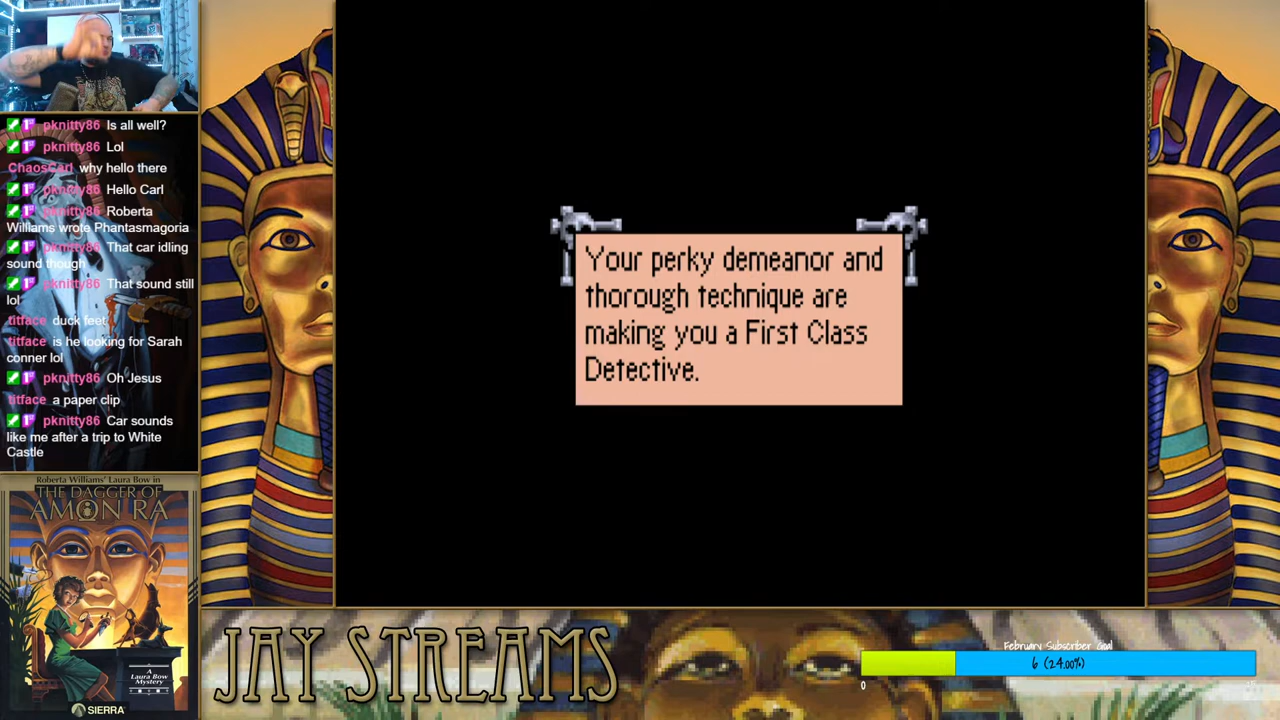 pknitty86 Is all well?
pknitty86 Lol
ChaosCarl why hello there
pknitty86 Hello Carl
pknitty86 Roberta
Williams wrote Phantasmagoria
pknitty86 That car idling
sound though
pknitty86 That sound still
lol
titface duck feet
titface is he looking for Sarah
conner lol
pknitty86 Oh Jesus
titface a paper clip
pknitty86 Car sounds
like me after a trip to White
Castle
Your perky demeanor and
thorough technique are
making you a First Class
Detective.
Roberta Williams' Laura Bow in
THE DAGGER OF
AMON RA
A
Laura Bow
Mystery
SIERRA
JAY STREAMS
February Subscriber Goal
6 (24.00%)
0